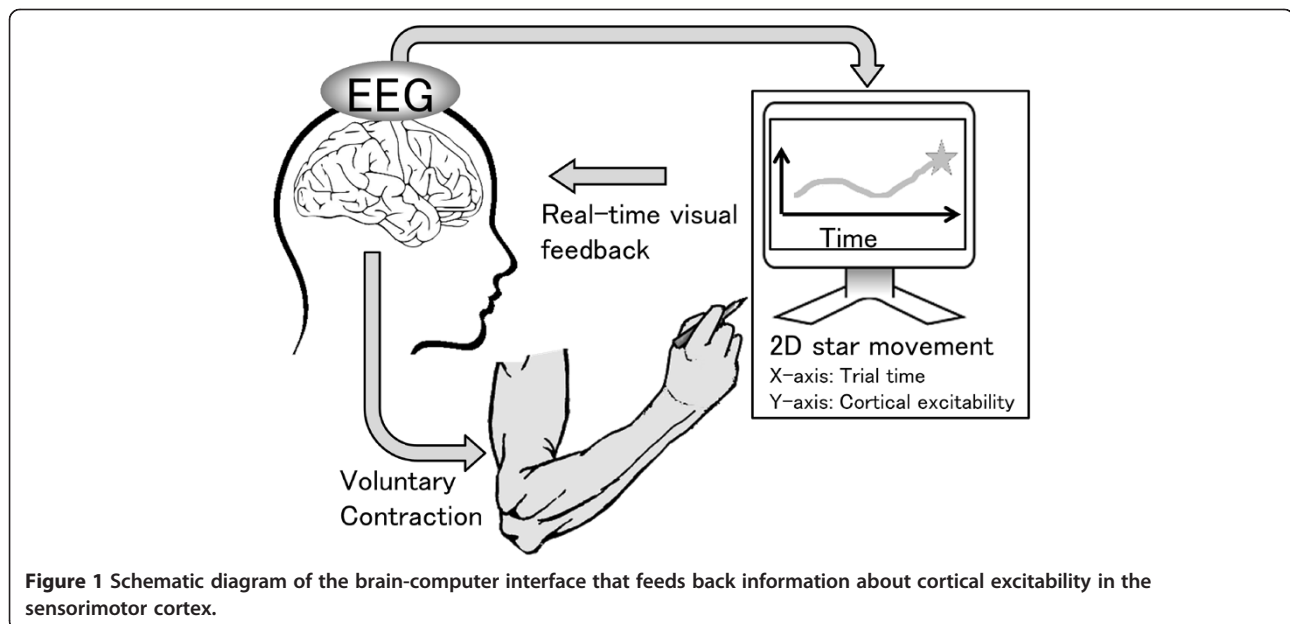 EEG
Real-time visual
feedback
Time
2D star movement
X-axis: Trial time
Y-axis: Cortical excitability
Voluntary
Contraction
Figure 1 Schematic diagram of the brain-computer interface that feeds back information about cortical excitability in the
sensorimotor cortex.